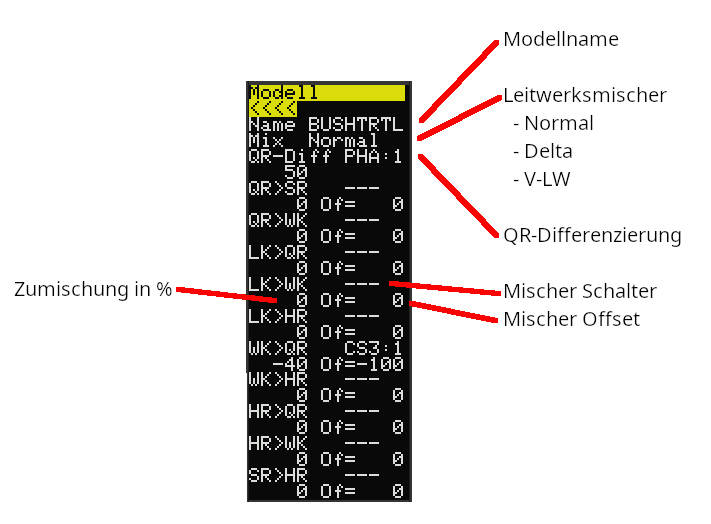 Modellname
Leitwerksmischer
- Normal
- Delta
- V-LW
QR-Differenzierung
Mischer Schalter
Mischer Offset
Zumischung in %
Modell
<<<<
Name BUSHTRTL
Mix Normal
QR-Diff PHA:1
50
QR>SR ---
0 Of= 0
QR>WK ---
0 Of= 0
LK>QR ---
0 Of= 0
LK>WK ---
0 Of= 0
LK>HR ---
0 Of= 0
WK>QR CS3:1
-40 Of=-100
WK>HR ---
0 Of= 0
HR>QR ---
0 Of= 0
HR>WK ---
0 Of= 0
SR>HR ---
0 Of= 0